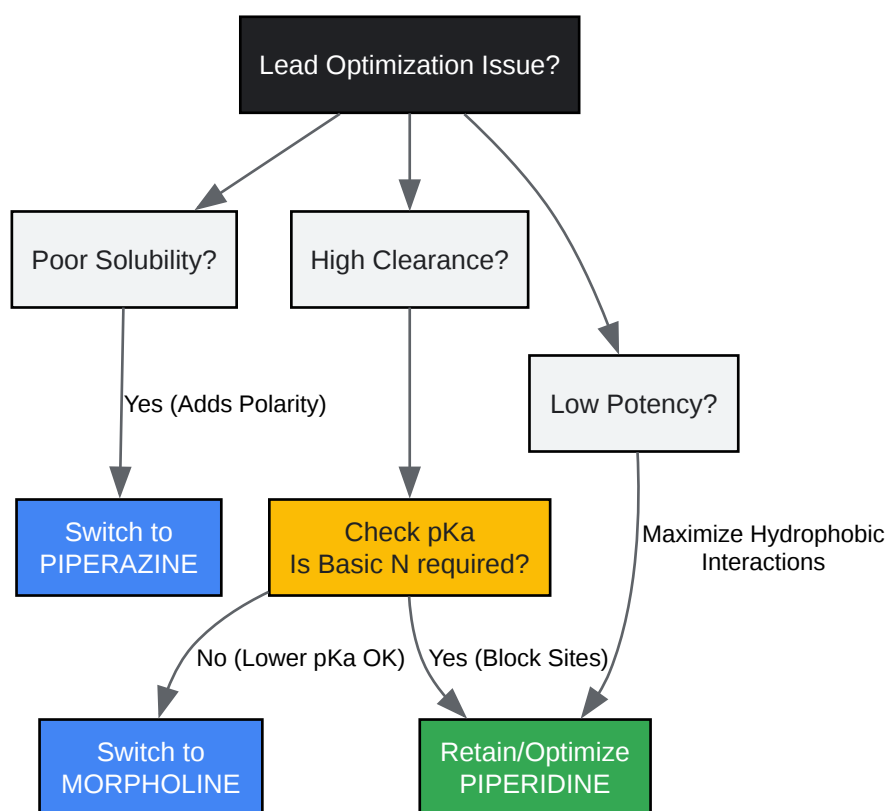 Lead Optimization Issue?
Poor Solubility?
High Clearance?
Low Potency?
Yes (Adds Polarity)
Switch to
PIPERAZINE
Check pKa
Is Basic N required?
Maximize Hydrophobic
Interactions
No (Lower pKa OK)
Yes (Block Sites)
Switch to
MORPHOLINE
Retain/Optimize
PIPERIDINE